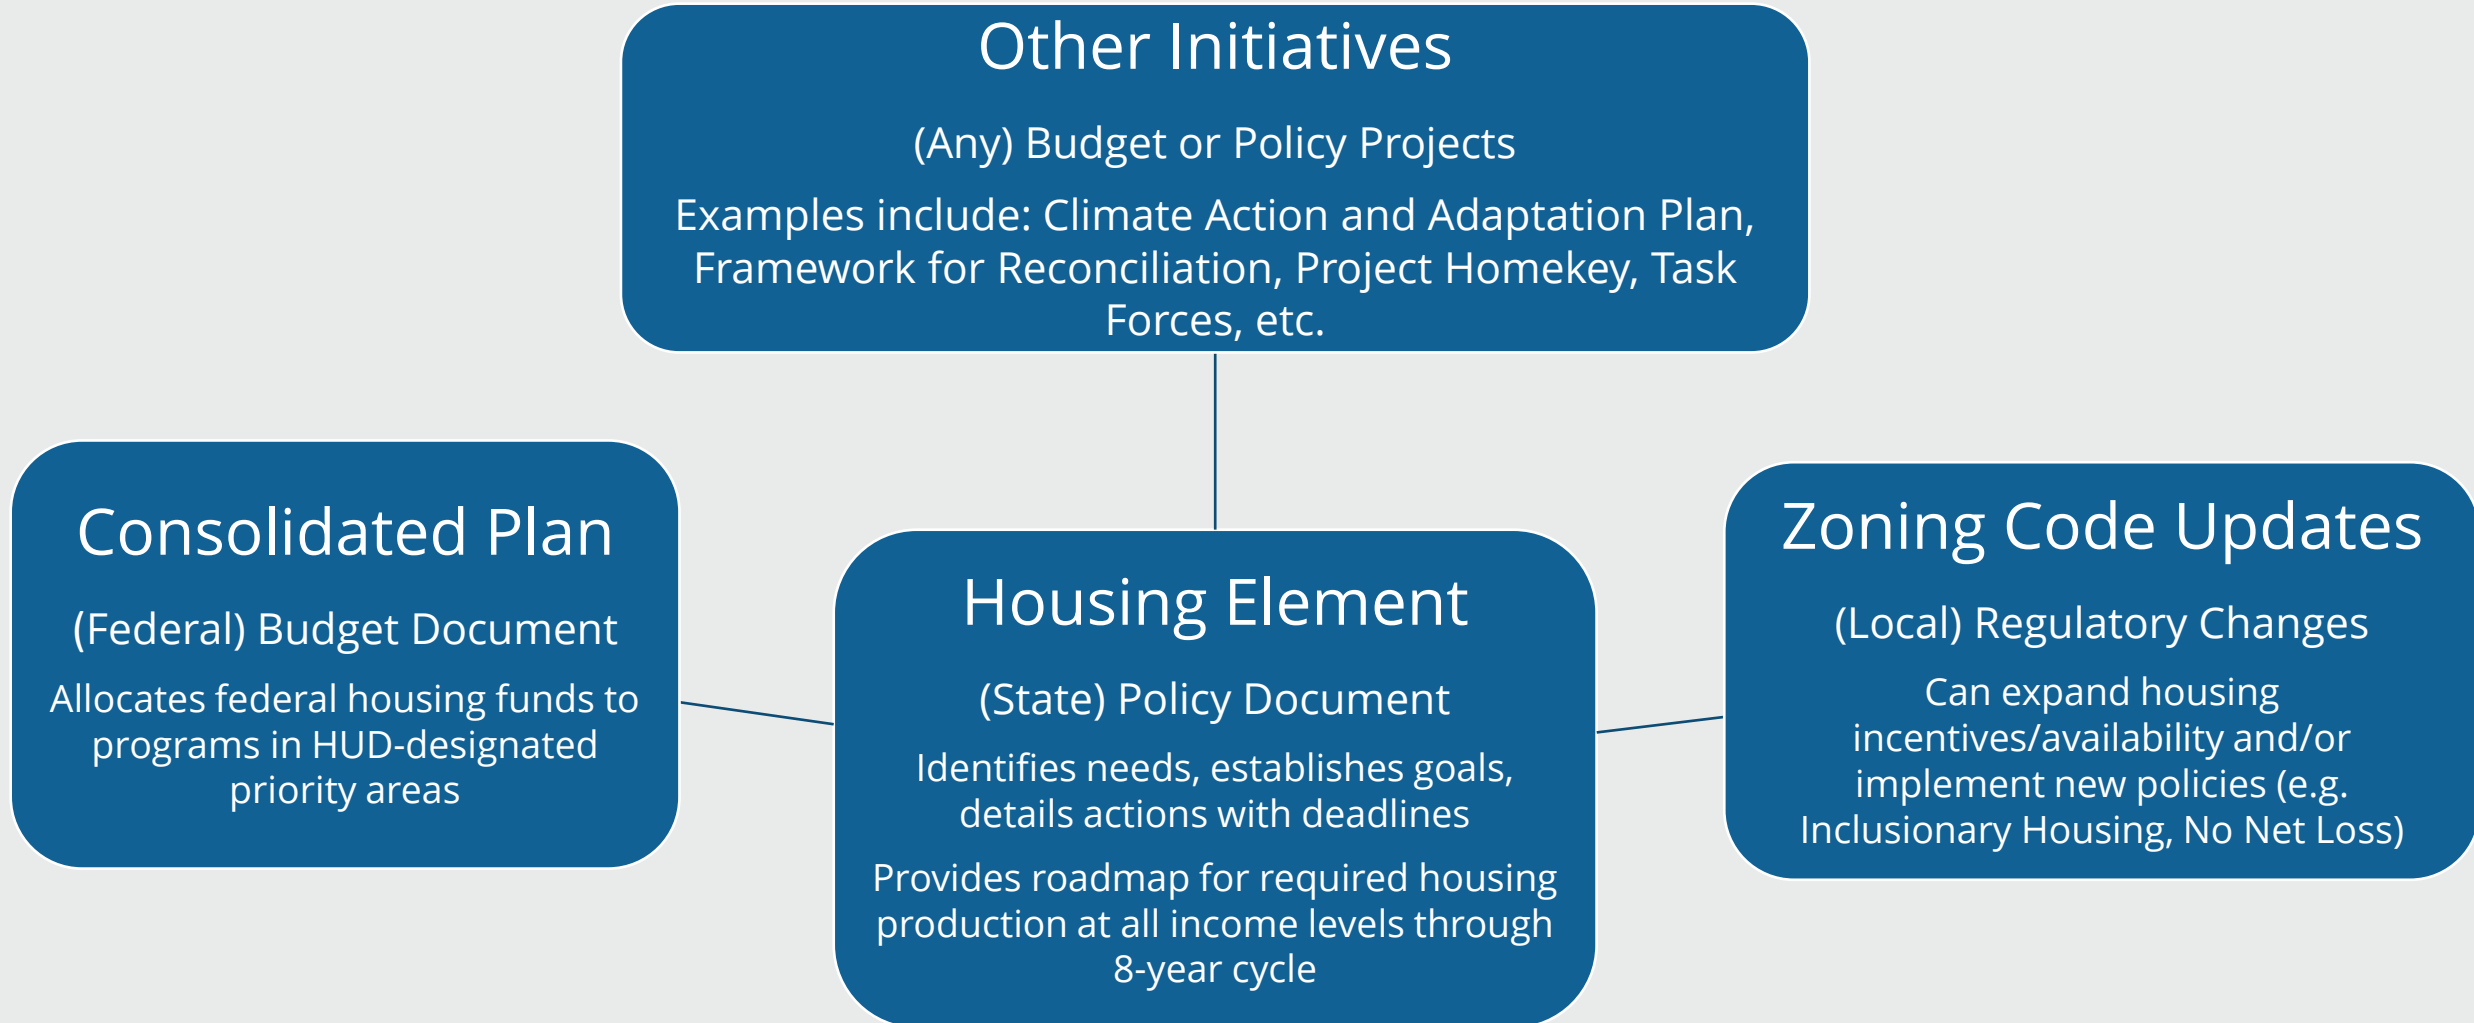 Other Initiatives
(Any) Budget or Policy Projects
Examples include: Climate Action and Adaptation Plan,
Framework for Reconciliation, Project Homekey, Task
Forces, etc.
Consolidated Plan
(Federal) Budget Document
Allocates federal housing funds to
programs in HUD-designated
priority areas
Housing Element
(State) Policy Document
Identifies needs, establishes goals,
details actions with deadlines
Provides roadmap for required housing
production at all income levels through
8-year cycle
Zoning Code Updates
(Local) Regulatory Changes
Can expand housing
incentives/availability and/or
implement new policies (e.g.
Inclusionary Housing, No Net Loss)